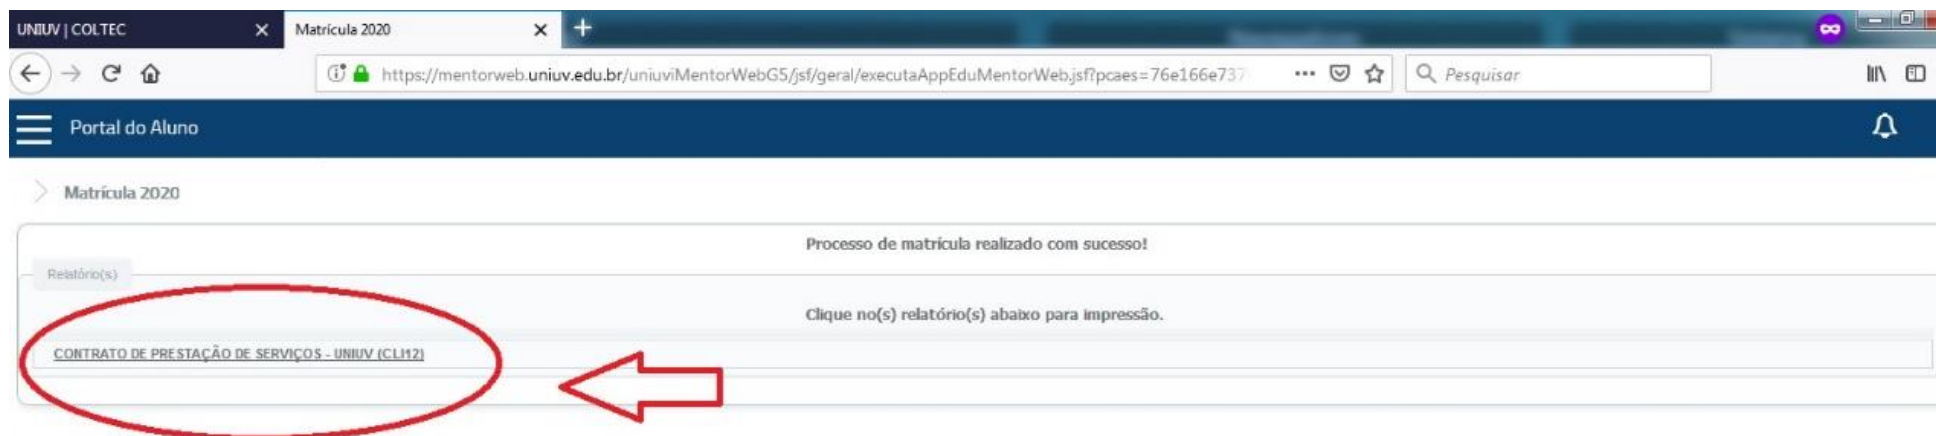 UNIUV | COLTEC
Matrícula 2020
https://mentorweb.uniuv.edu.br/uniuviMentorWebG5/jsf/geral/executaAppEduMentorWeb.jsf?pcaes=76e166e737
Pesquisar
Portal do Aluno
Matrícula 2020
Processo de matrícula realizado com sucesso!
Relatório(s)
Clique no(s) relatório(s) abaixo para impressão.
CONTRATO DE PRESTAÇÃO DE SERVIÇOS - UNIUV (CLI12)